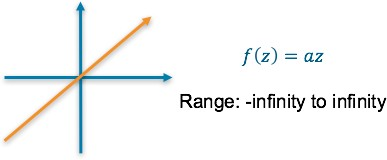 f(z) = az
Range: -infinity to infinity